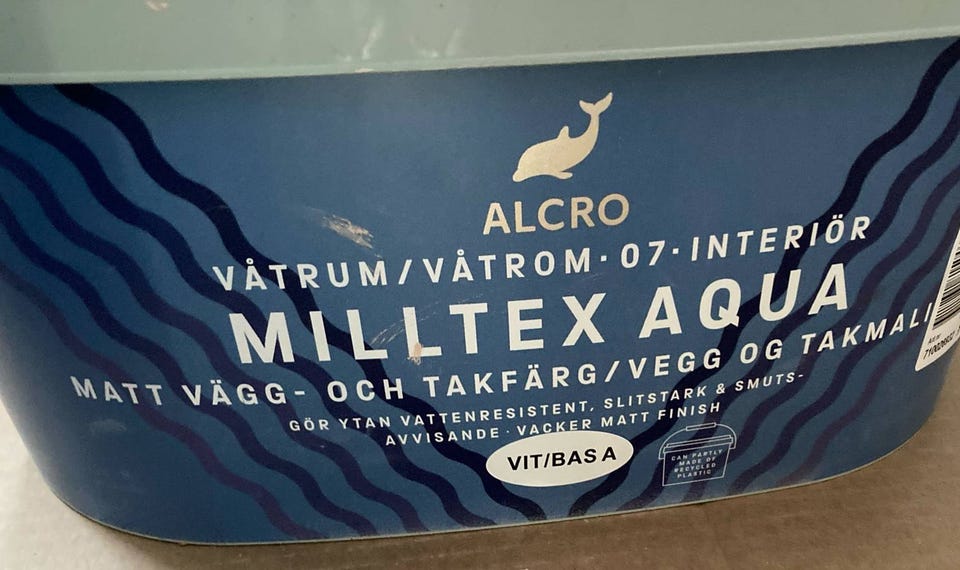 ALCRO
VÅTRUM/VÅTROM·07·INTERIÖR
MILLTEX AQUA
MATT VÄGG- OCH TAKFÄRG/VEGG OG TAKMALI
GÖR YTAN VATTENRESISTENT, SLITSTARK & SMUTS-
AVVISANDE·VACKER MATT FINISH
VIT/BAS A
CAN PARTLY
MADE OF
RECYCLED
PLASTIC